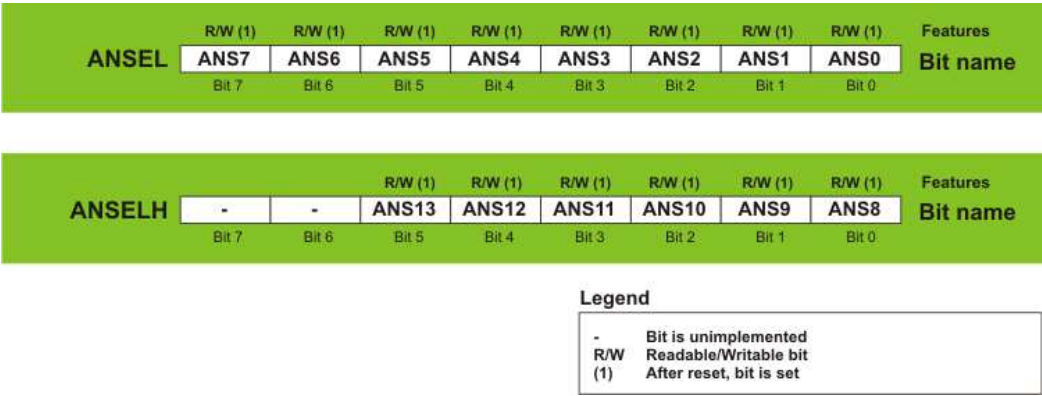 R/W (1) R/W (1) R/W (1) R/W (1) R/W (1) R/W (1) R/W (1) R/W (1) Features
ANSEL ANS7 ANS6 ANS5 ANS4 ANS3 ANS2 ANS1 ANS0 Bit name
Bit 7 Bit 6 Bit 5 Bit 4 Bit 3 Bit 2 Bit 1 Bit 0
R/W (1) R/W (1) R/W (1) R/W (1) R/W (1) R/W (1) Features
ANSELH - - ANS13 ANS12 ANS11 ANS10 ANS9 ANS8 Bit name
Bit 7 Bit 6 Bit 5 Bit 4 Bit 3 Bit 2 Bit 1 Bit 0
Legend
- Bit is unimplemented
R/W Readable/Writable bit
(1) After reset, bit is set